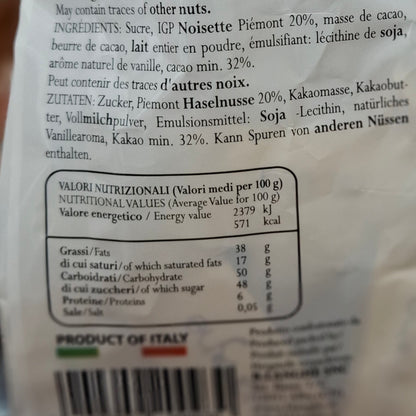 May contain traces of other nuts.
INGRÉDIENTS: Sucre, IGP Noisette Piémont 20%, masse de cacao,
beurre de cacao, lait entier en poudre, émulsifiant: lécithine de soja,
arôme naturel de vanille, cacao min. 32%.
Peut contenir des traces d'autres noix.
ZUTATEN: Zucker, Piemont Haselnusse 20%, Kakaomasse, Kakaobut-
ter, Vollmilchpulver, Emulsionsmittel: Soja -Lecithin, natürliches
Vanillearoma, Kakao min. 32%. Kann Spuren von anderen Nüssen
enthalten.
VALORI NUTRIZIONALI (Valori medi per 100 g)
NUTRITIONAL VALUES (Average Value for 100 g)
Valore energetico / Energy value 2379 kJ
571 kcal
Grassi/Fats 38 g
di cui saturi/of which saturated fats 17 g
Carboidrati/Carbohydrate 50 g
di cui zuccheri/of which sugar 48 g
Proteine/Proteins 6 g
Sale/Salt 0,05 g
PRODUCT OF ITALY